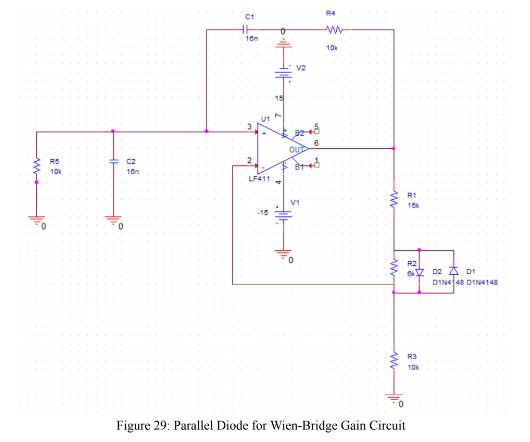 C1
16n
R4
10k
0
V2
15
U1
7
3
+
5
B2
OUT
6
2
-
B1
1
LF411
4
R5
10k
C2
16n
0
0
-15
V1
0
R1
15k
R2
6k
D2
D1N4148
D1
D1N4148
R3
10k
0
Figure 29: Parallel Diode for Wien-Bridge Gain Circuit